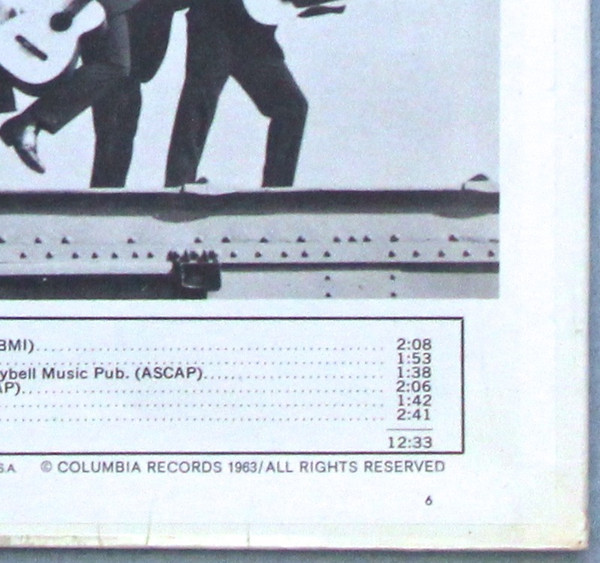 BMI) 2:08
1:53
ybell Music Pub. (ASCAP) 1:38
AP) 2:06
1:42
2:41
12:33
S.A. © COLUMBIA RECORDS 1963/ALL RIGHTS RESERVED
6